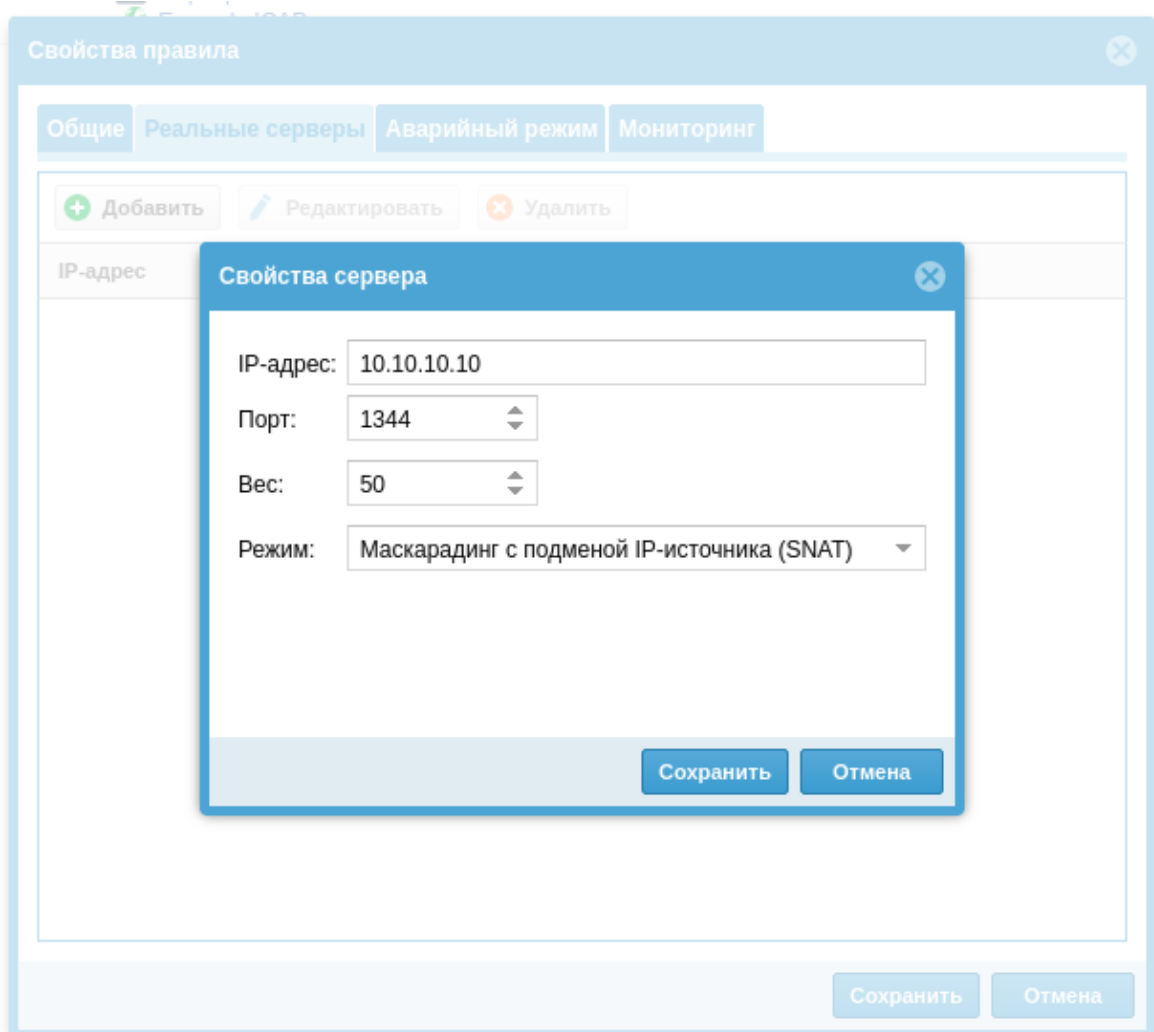 Свойства правила
Общие Реальные серверы Аварийный режим Мониторинг
Добавить Редактировать Удалить
IP-адрес
Свойства сервера
IP-адрес: 10.10.10.10
Порт: 1344
Вес: 50
Режим: Маскарадинг с подменой IP-источника (SNAT)
Сохранить Отмена
Сохранить Отмена